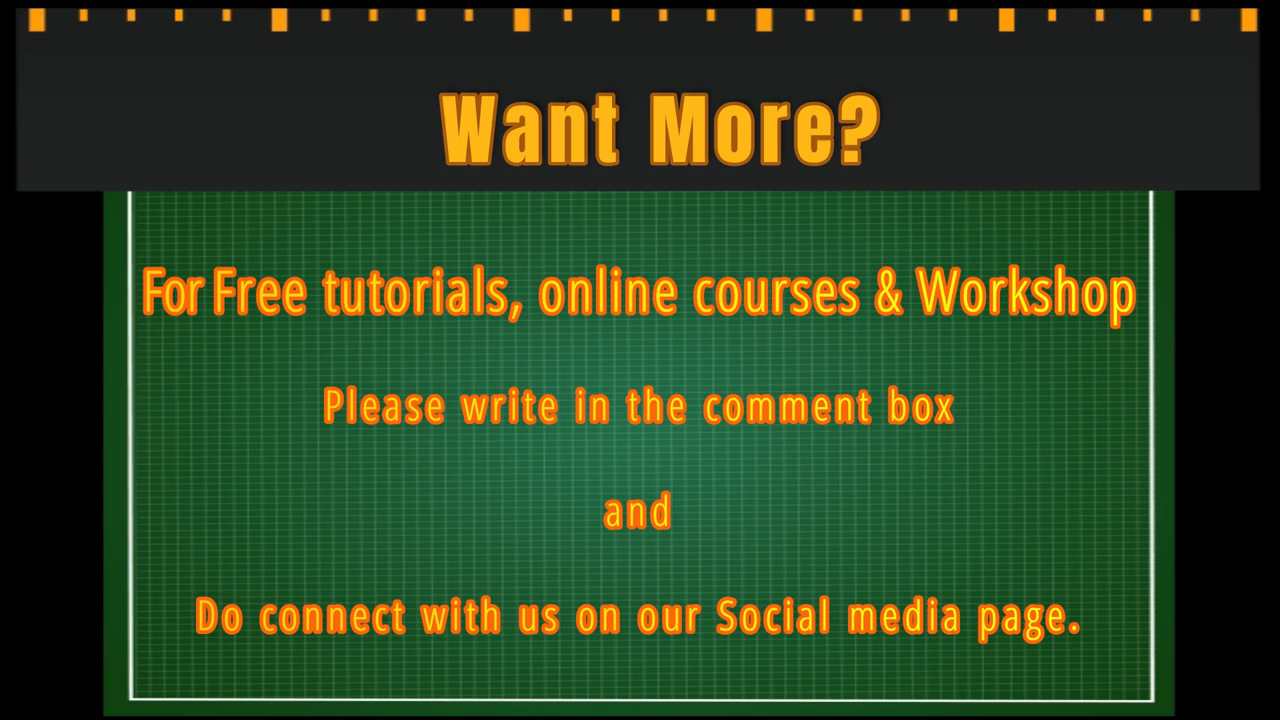 Want More?
For Free tutorials, online courses & Workshop
Please write in the comment box
and
Do connect with us on our Social media page.